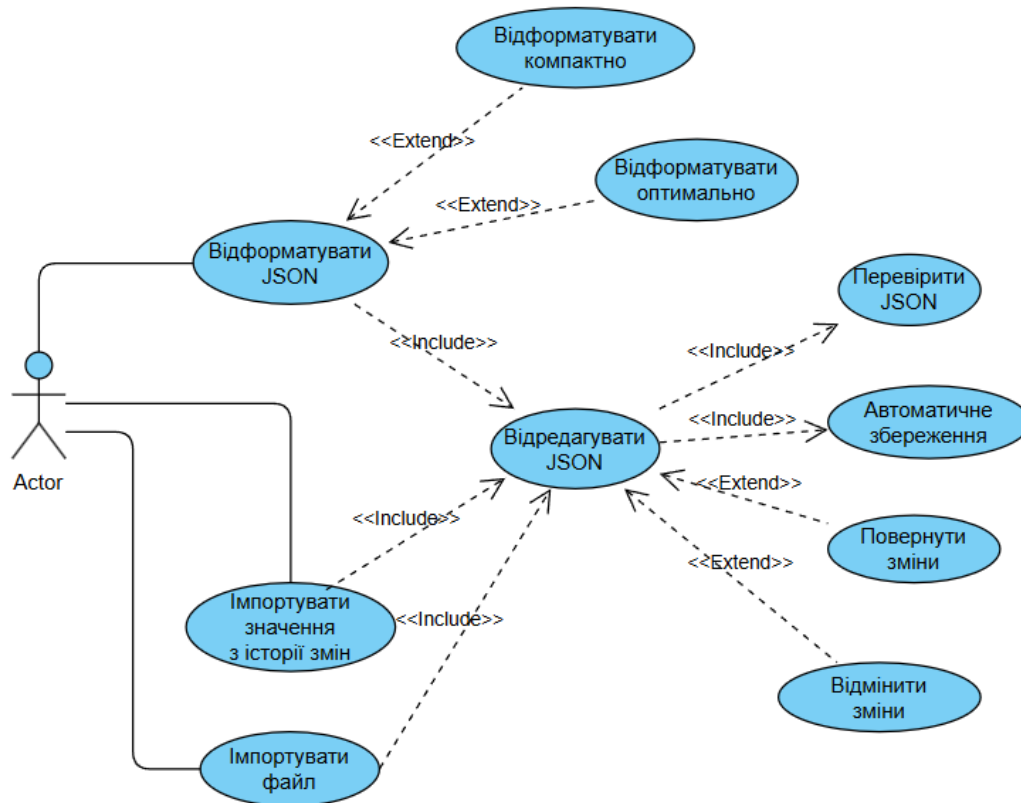 Відформатувати
компактно
<<Extend>>
Відформатувати
оптимально
<<Extend>>
Відформатувати
JSON
Перевірити
JSON
<<Include>>
<<Include>>
Автоматичне
збереження
<<Include>>
Відредагувати
JSON
Actor
<<Extend>>
<<Include>>
Повернути
зміни
<<Extend>>
Імпортувати
значення
з історії змін
<<Include>>
Відмінити
зміни
Імпортувати
файл